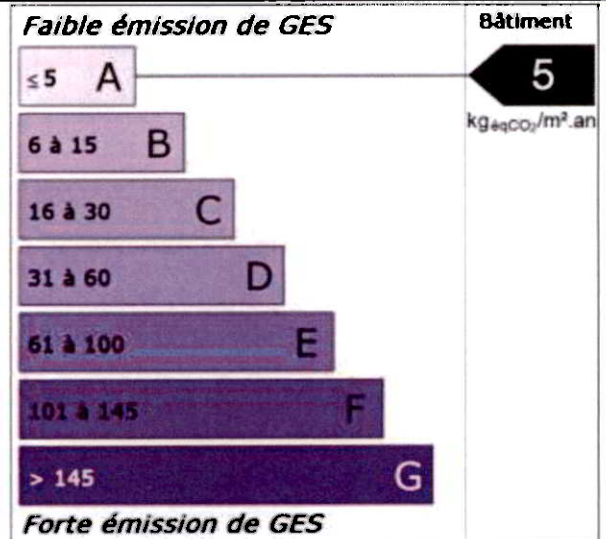 Faible émission de GES
Bâtiment
≤ 5 A
5
kgéqCO₂/m².an
6 à 15 B
16 à 30 C
31 à 60 D
61 à 100 E
101 à 145 F
> 145 G
Forte émission de GES